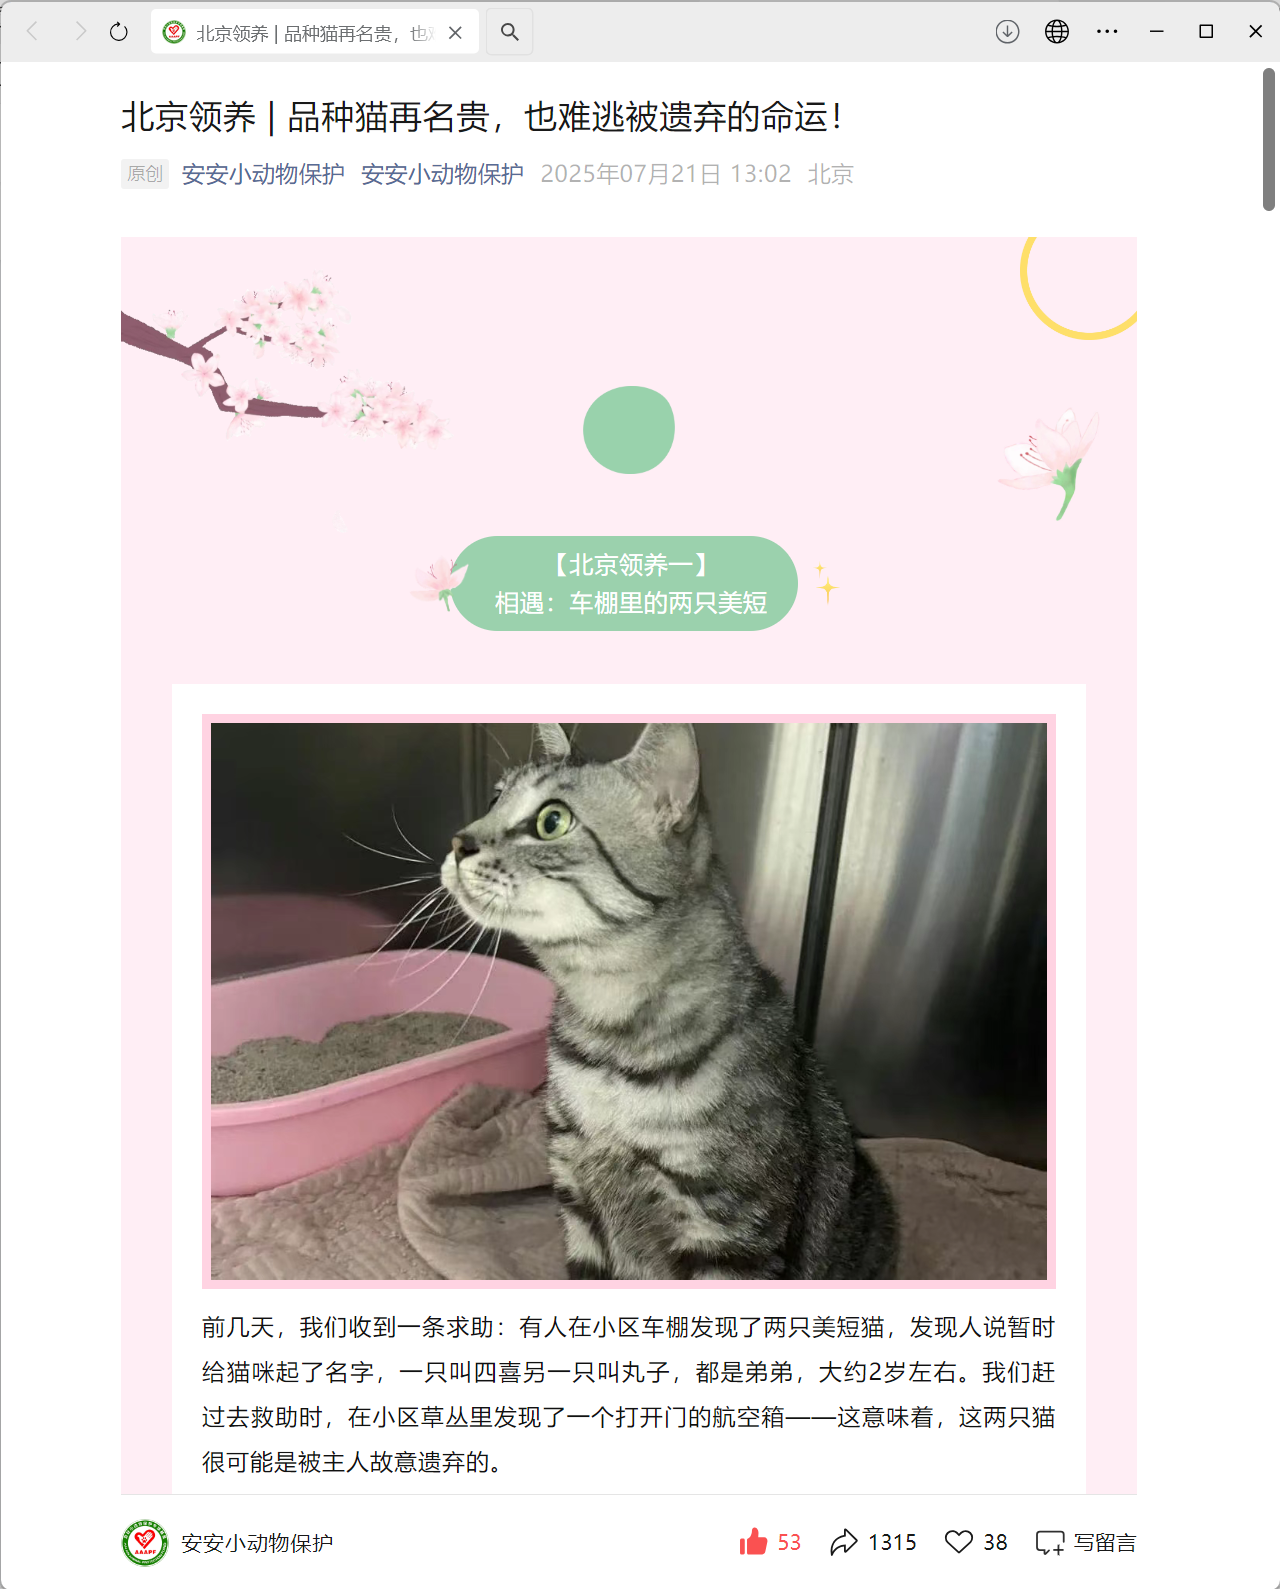 北京领养 | 品种猫再名贵，也
北京领养 | 品种猫再名贵，也难逃被遗弃的命运！
原创 安安小动物保护 安安小动物保护 2025年07月21日 13:02 北京
【北京领养一】
相遇：车棚里的两只美短
前几天，我们收到一条求助：有人在小区车棚发现了两只美短猫，发现人说暂时
给猫咪起了名字，一只叫四喜另一只叫丸子，都是弟弟，大约2岁左右。我们赶
过去救助时，在小区草丛里发现了一个打开门的航空箱——这意味着，这两只猫
很可能是被主人故意遗弃的。
AAAPF
安安小动物保护 53 1315 38 写留言